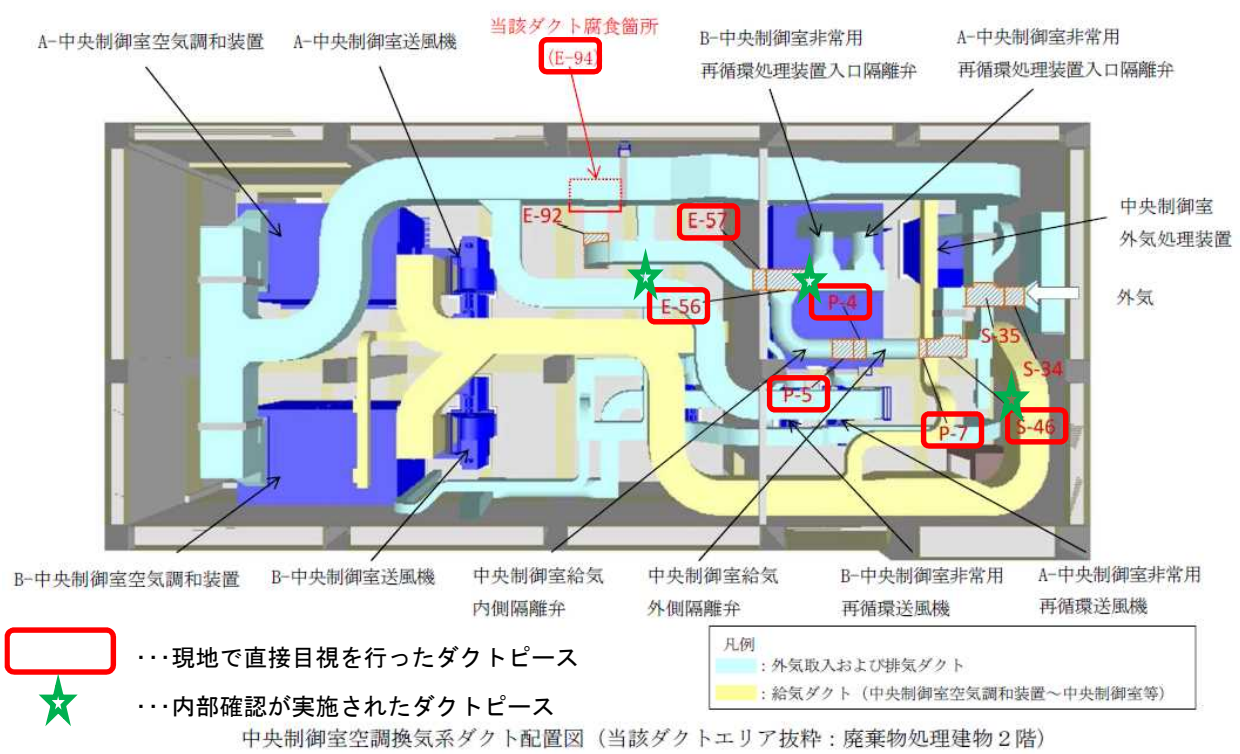 当該ダクト腐食箇所
(E-94)
A-中央制御室空気調和装置
A-中央制御室送風機
B-中央制御室非常用
再循環処理装置入口隔離弁
A-中央制御室非常用
再循環処理装置入口隔離弁
中央制御室
外気処理装置
外気
E-92
E-57
E-56
P-4
S-35
S-34
P-5
P-7
S-46
B-中央制御室空気調和装置
B-中央制御室送風機
中央制御室給気
内側隔離弁
中央制御室給気
外側隔離弁
B-中央制御室非常用
再循環送風機
A-中央制御室非常用
再循環送風機
･･･現地で直接目視を行ったダクトピース
･･･内部確認が実施されたダクトピース
凡例
：外気取入および排気ダクト
：給気ダクト（中央制御室空気調和装置～中央制御室等）
中央制御室空調換気系ダクト配置図（当該ダクトエリア抜粋：廃棄物処理建物２階）